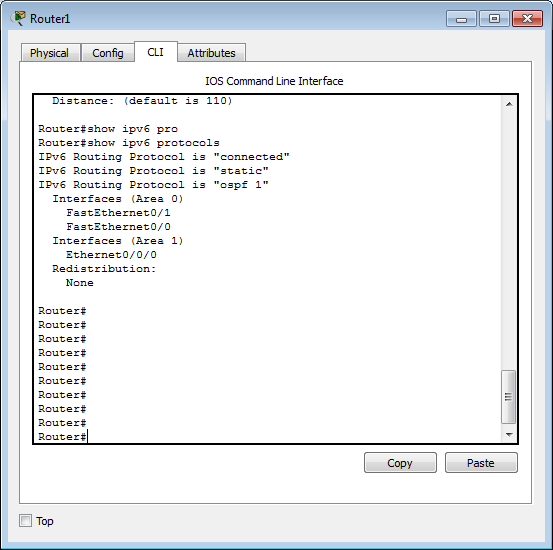 Router1
Physical Config CLI Attributes
IOS Command Line Interface
Distance: (default is 110)
Router#show ipv6 pro
Router#show ipv6 protocols
IPv6 Routing Protocol is "connected"
IPv6 Routing Protocol is "static"
IPv6 Routing Protocol is "ospf 1"
Interfaces (Area 0)
FastEthernet0/1
FastEthernet0/0
Interfaces (Area 1)
Ethernet0/0/0
Redistribution:
None
Router#
Router#
Router#
Router#
Router#
Router#
Router#
Router#
Router#
Router#
Copy Paste
Top